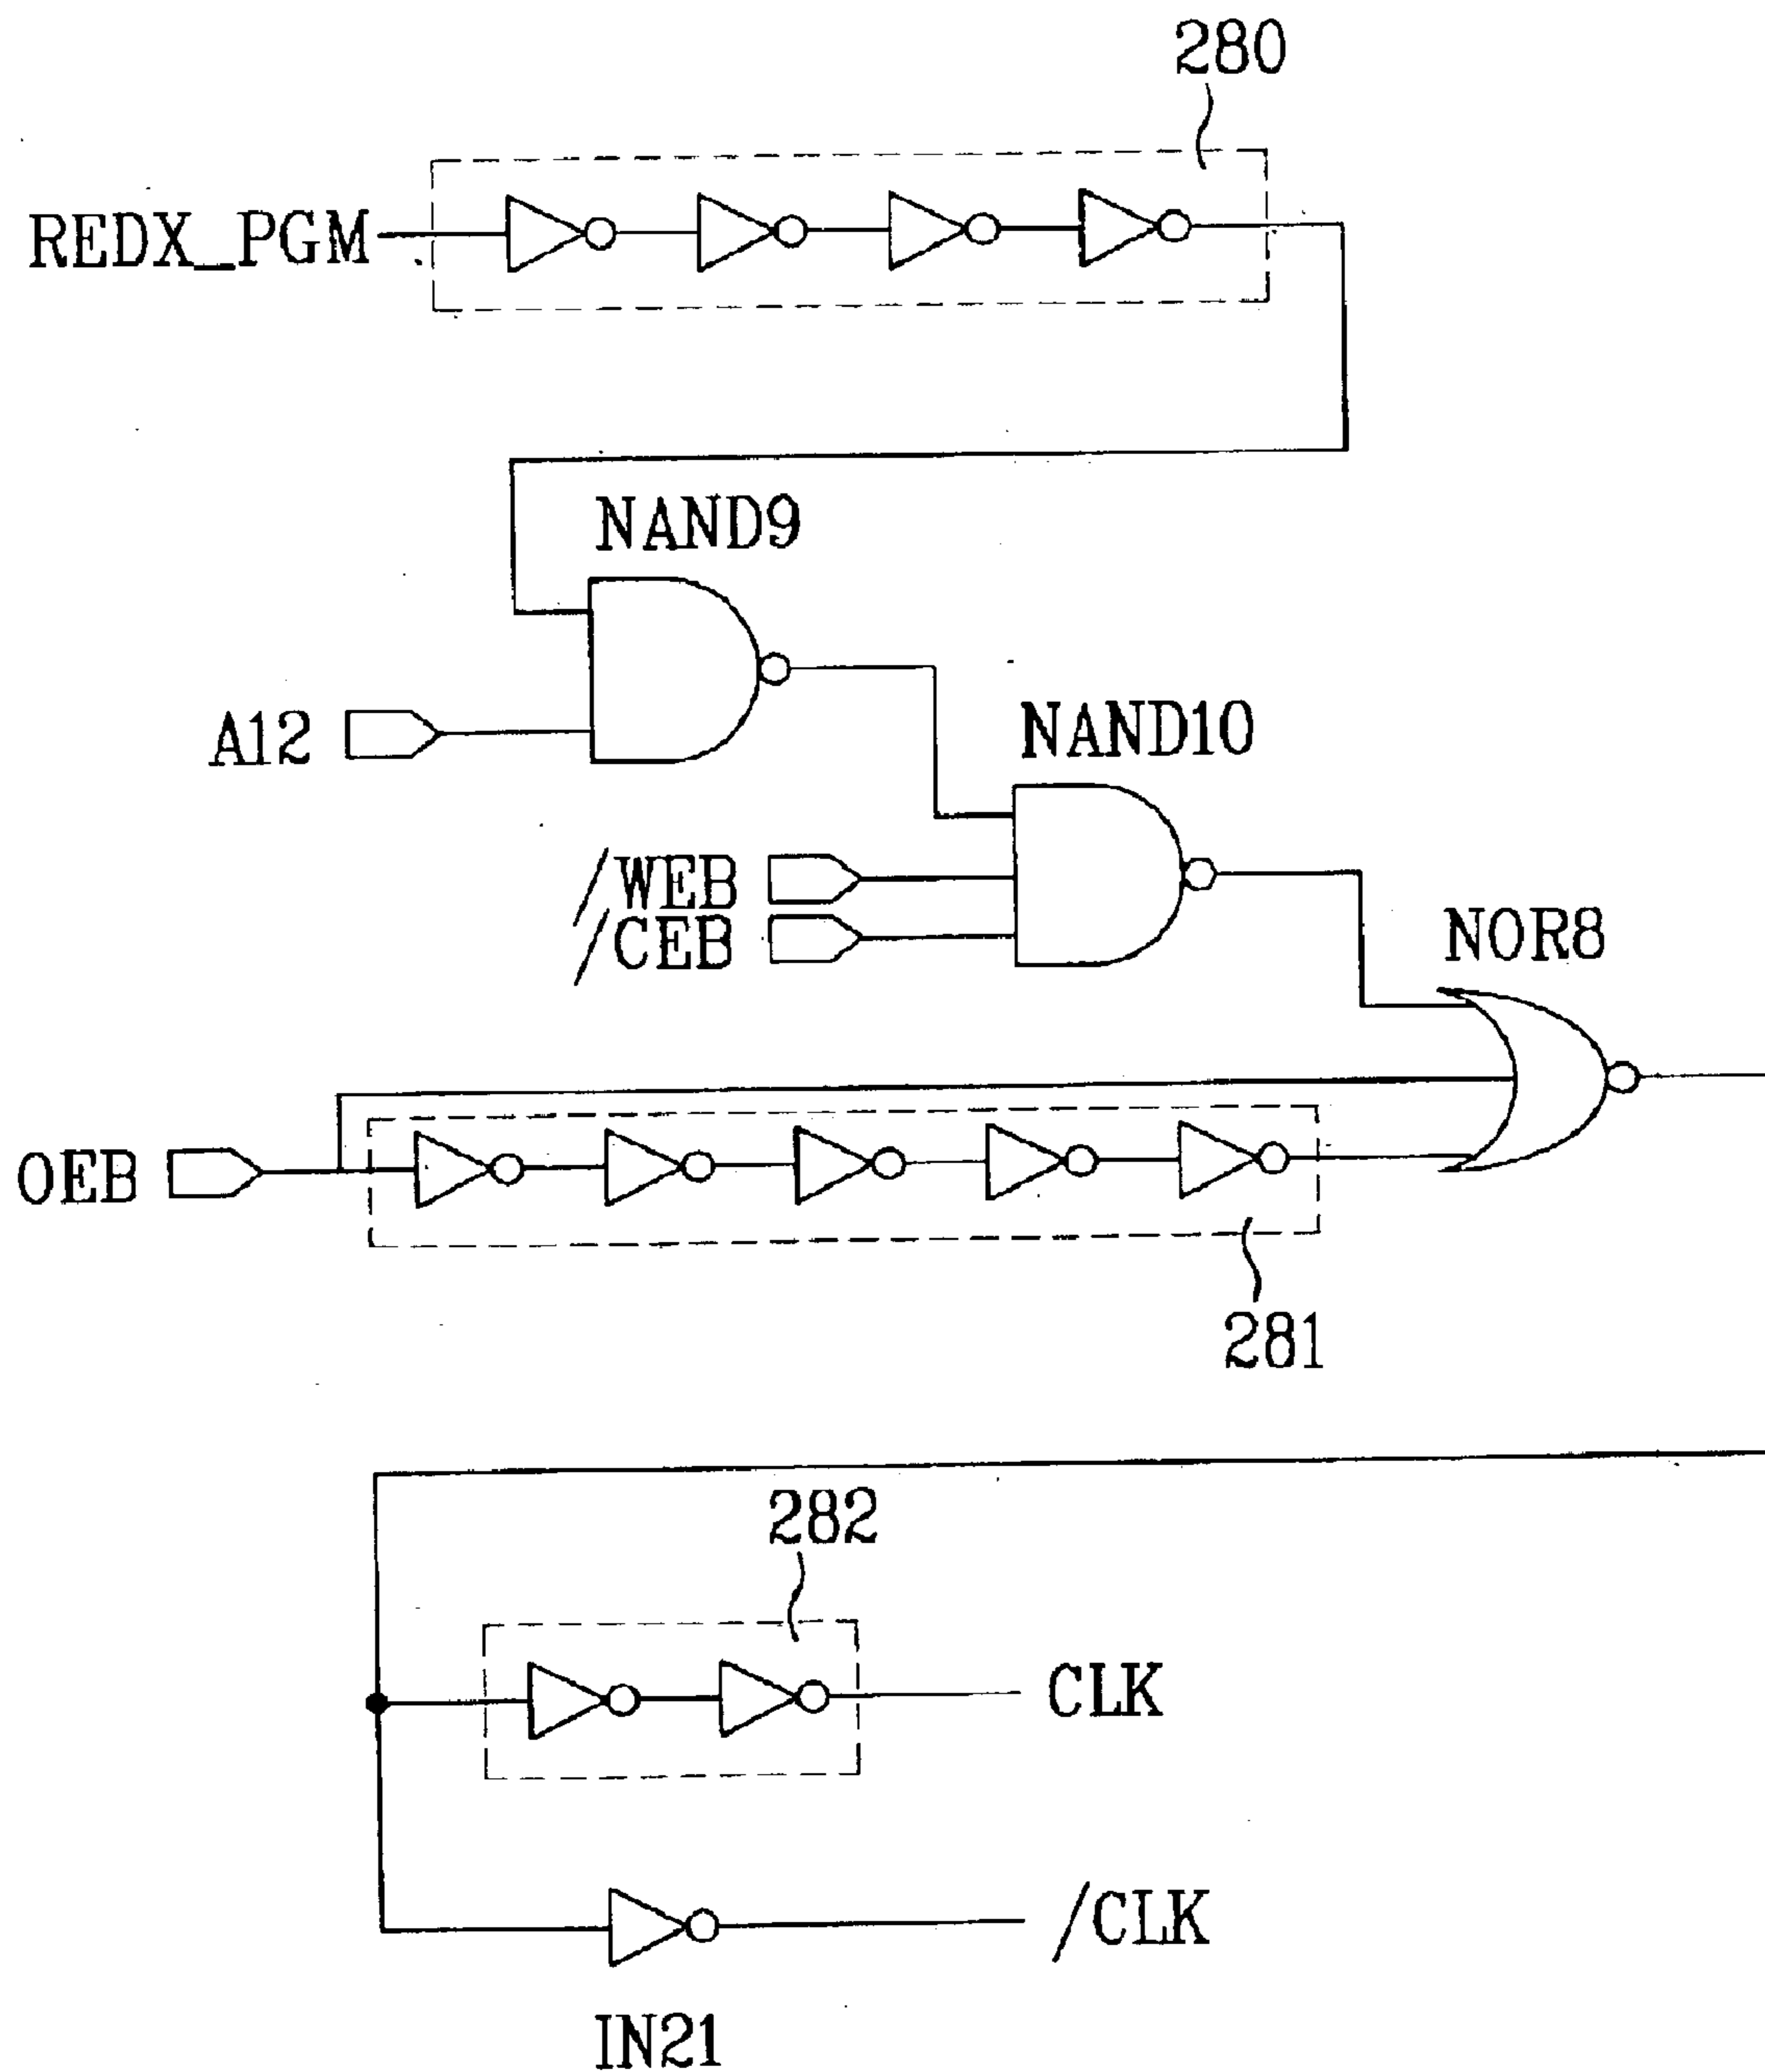 280
REDX_PGM
NAND9
A12
NAND10
/WEB
/CEB
NOR8
OEB
281
282
CLK
/CLK
IN21